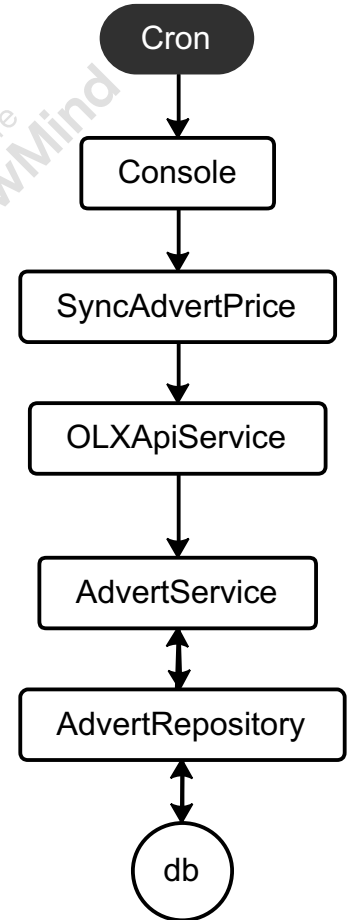 Cron
Console
SyncAdvertPrice
OLXApiService
AdvertService
AdvertRepository
db